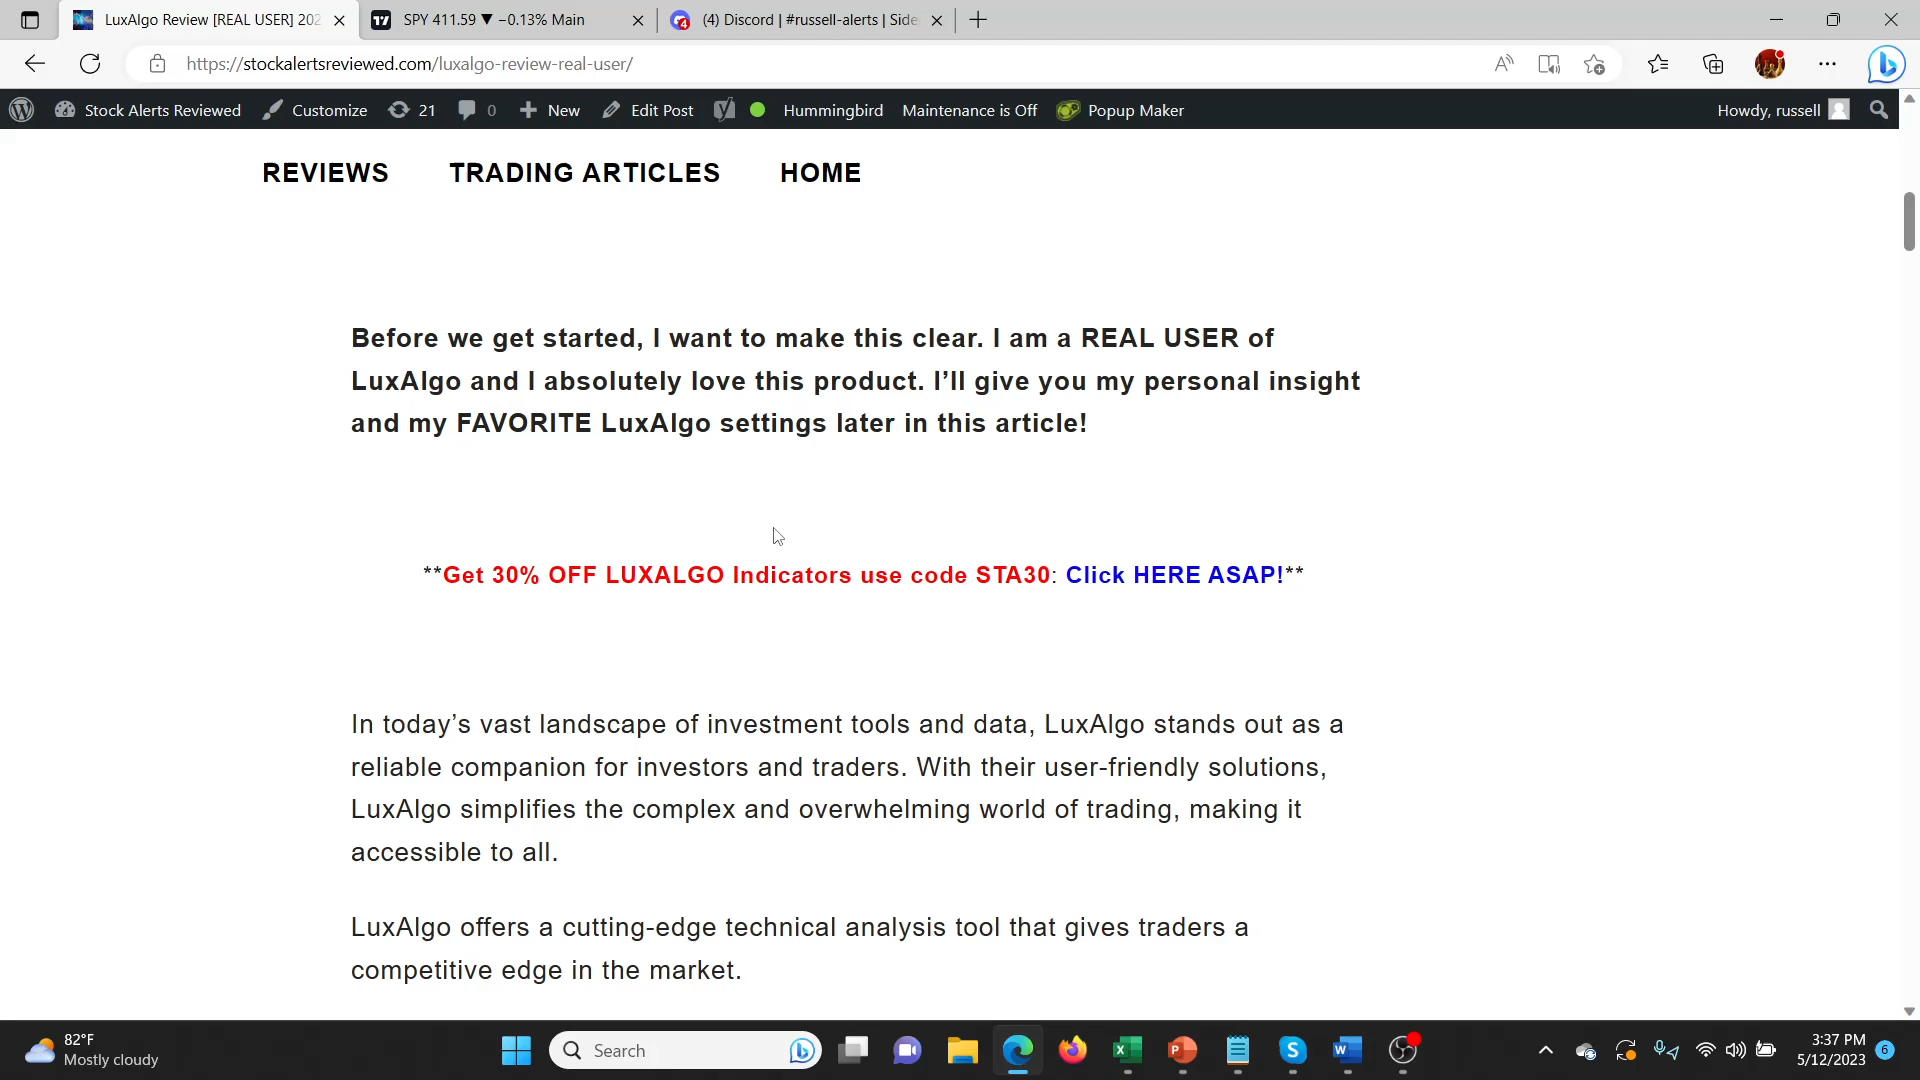 LuxAlgo Review [REAL USER] 202
SPY 411.59 ▼ −0.13% Main
(4) Discord | #russell-alerts | Side
https://stockalertsreviewed.com/luxalgo-review-real-user/
Stock Alerts Reviewed Customize 21 0 New Edit Post Hummingbird Maintenance is Off Popup Maker Howdy, russell
REVIEWS TRADING ARTICLES HOME
Before we get started, I want to make this clear. I am a REAL USER of
LuxAlgo and I absolutely love this product. I’ll give you my personal insight
and my FAVORITE LuxAlgo settings later in this article!
**Get 30% OFF LUXALGO Indicators use code STA30: Click HERE ASAP!**
In today’s vast landscape of investment tools and data, LuxAlgo stands out as a
reliable companion for investors and traders. With their user-friendly solutions,
LuxAlgo simplifies the complex and overwhelming world of trading, making it
accessible to all.
LuxAlgo offers a cutting-edge technical analysis tool that gives traders a
competitive edge in the market.
82°F
Mostly cloudy
Search
3:37 PM
5/12/2023
6